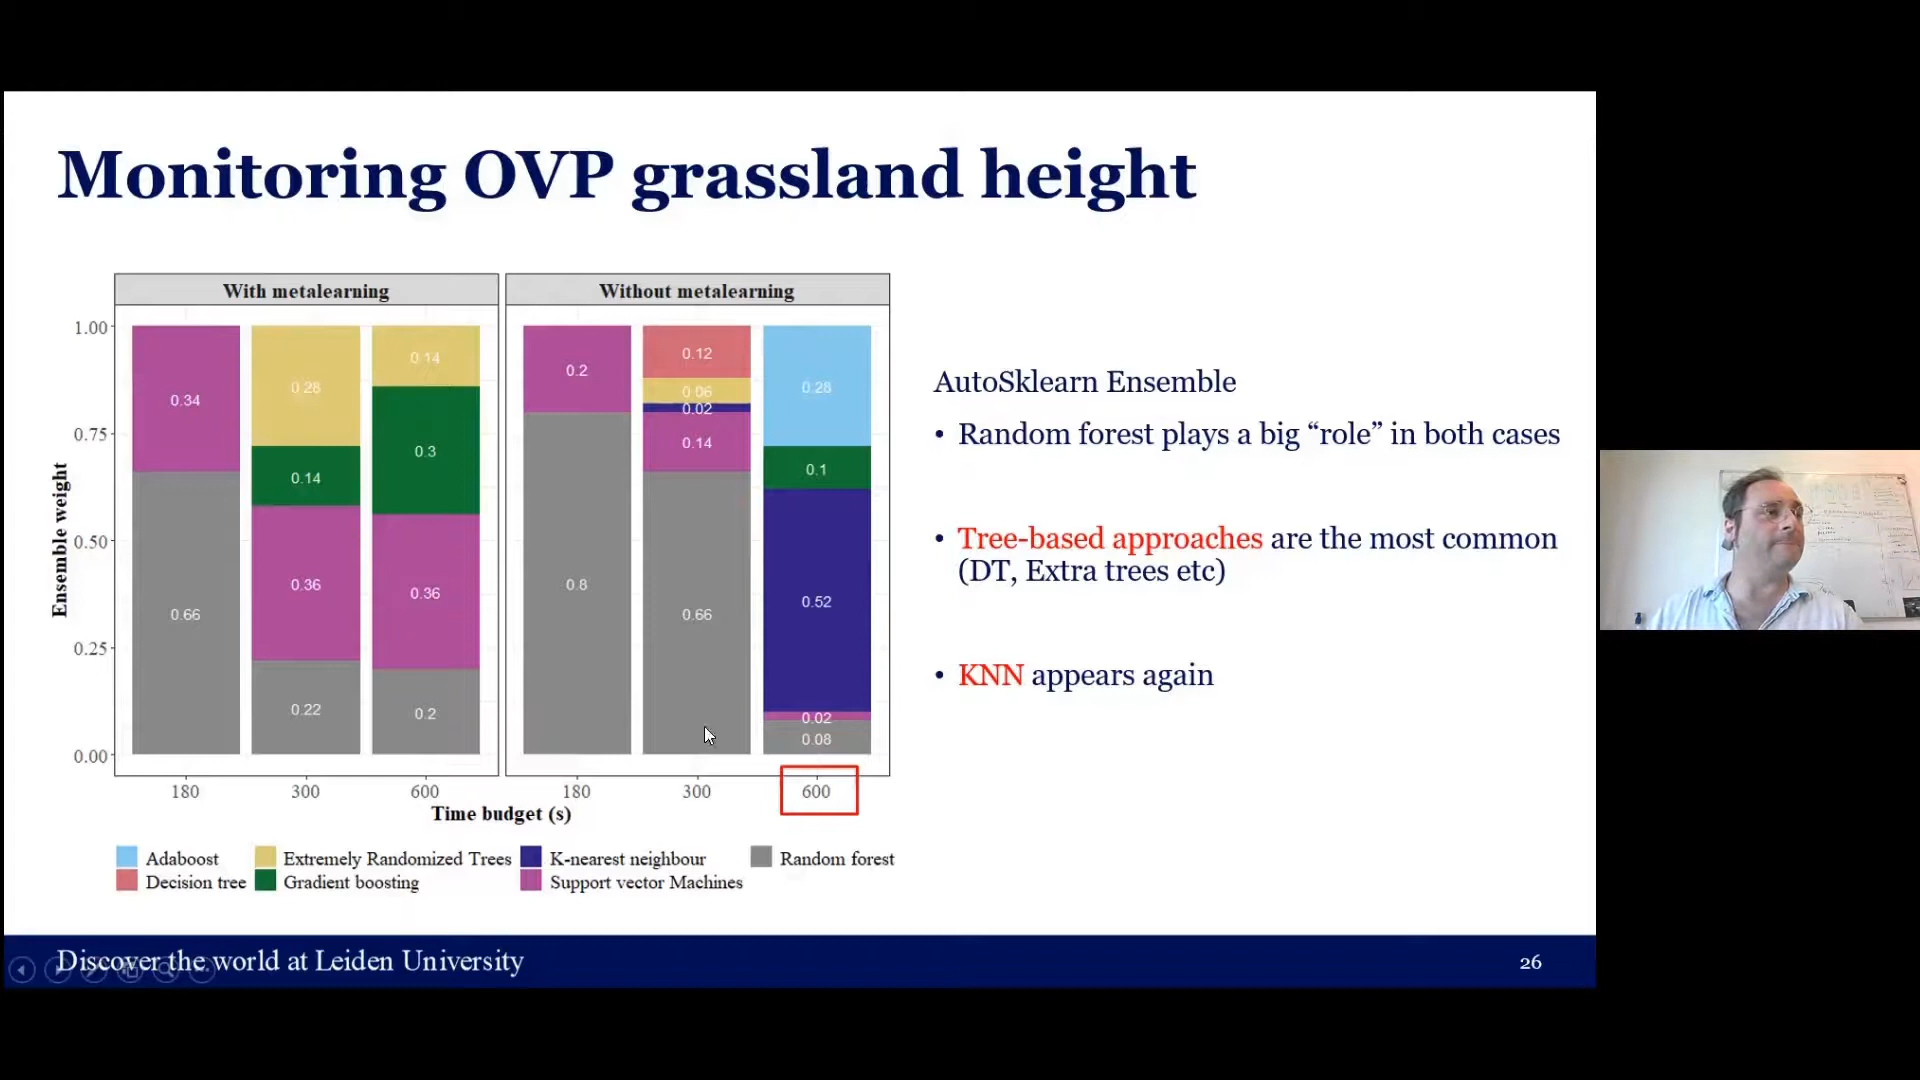 Monitoring OVP grassland height
With metalearning
Without metalearning
Ensemble weight
1.00
0.75
0.50
0.25
0.00
0.34
0.66
0.28
0.14
0.36
0.22
0.14
0.3
0.36
0.2
0.2
0.8
0.12
0.06
0.02
0.14
0.66
0.28
0.1
0.52
0.02
0.08
180 300 600 180 300 600
Time budget (s)
Adaboost Extremely Randomized Trees K-nearest neighbour Random forest
Decision tree Gradient boosting Support vector Machines
AutoSklearn Ensemble
• Random forest plays a big “role” in both cases
• Tree-based approaches are the most common
(DT, Extra trees etc)
• KNN appears again
Discover the world at Leiden University
26